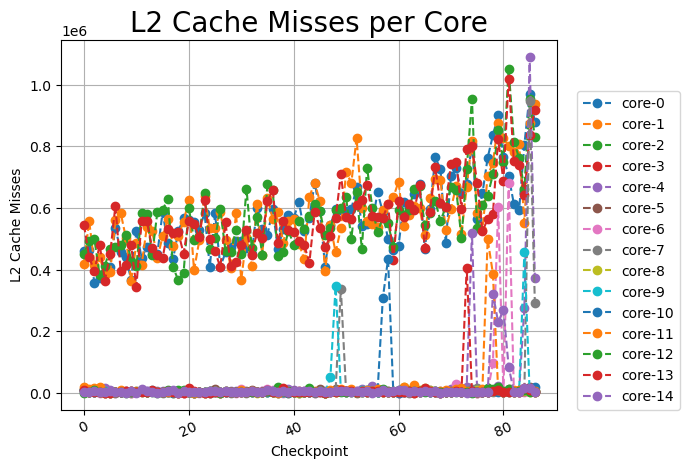 L2 Cache Misses per Core
1e6
1.0
0.8
0.6
0.4
0.2
0.0
L2 Cache Misses
0
20
40
60
80
Checkpoint
core-0
core-1
core-2
core-3
core-4
core-5
core-6
core-7
core-8
core-9
core-10
core-11
core-12
core-13
core-14